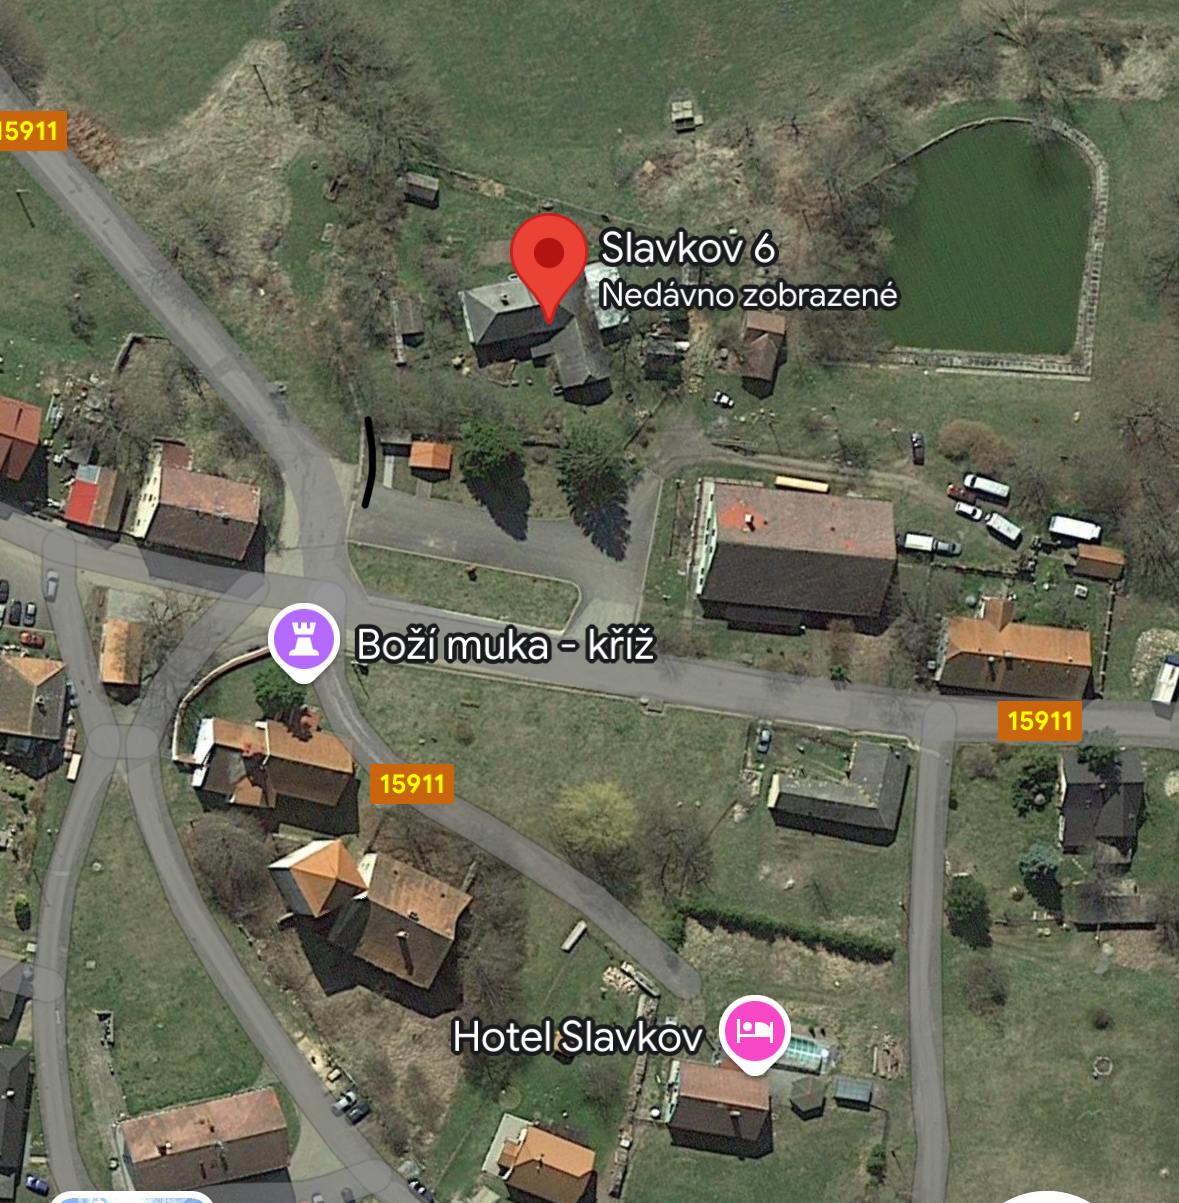 15911
Slavkov 6
Nedávno zobrazené
Boží muka - kříž
15911
15911
Hotel Slavkov